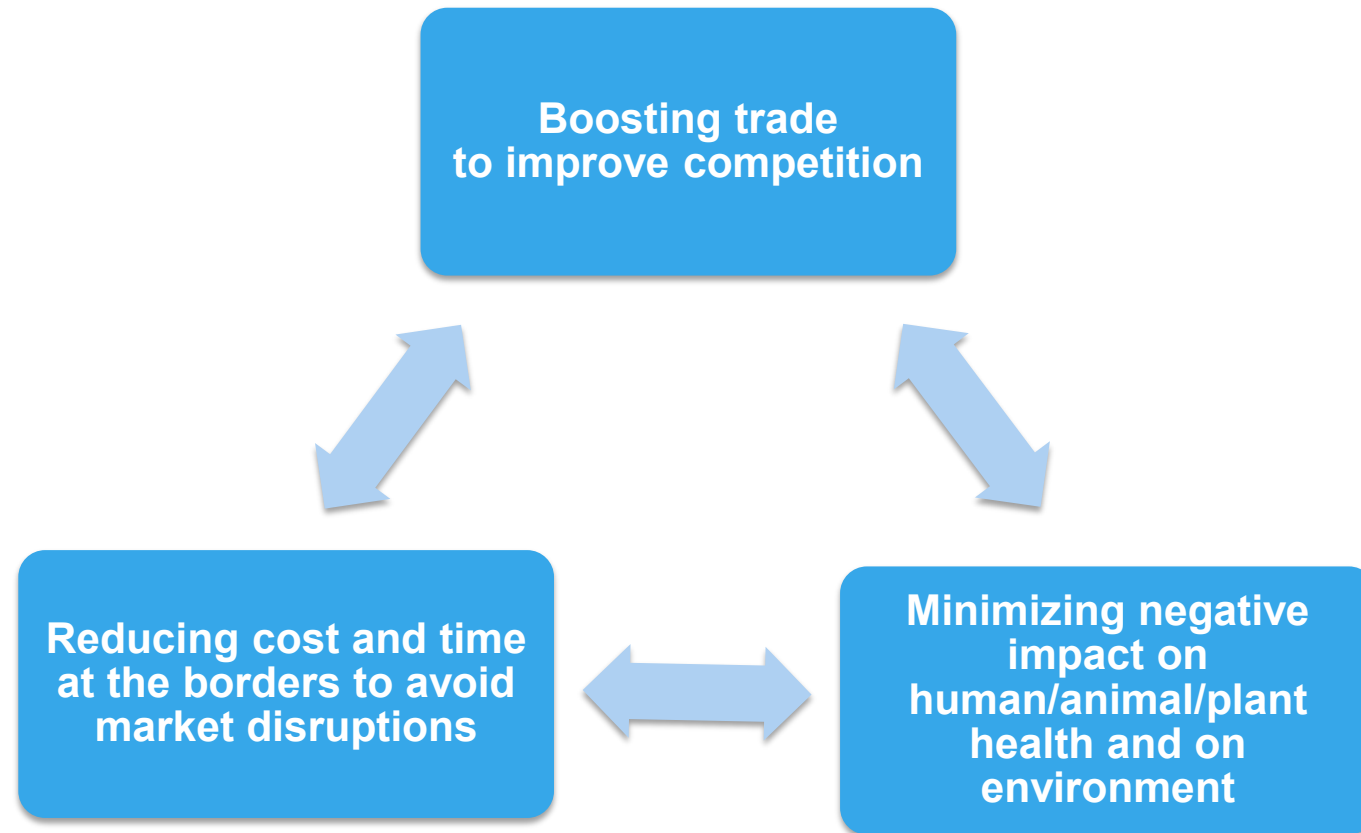 Boosting trade
to improve competition
Reducing cost and time
at the borders to avoid
market disruptions
Minimizing negative
impact on
human/animal/plant
health and on
environment